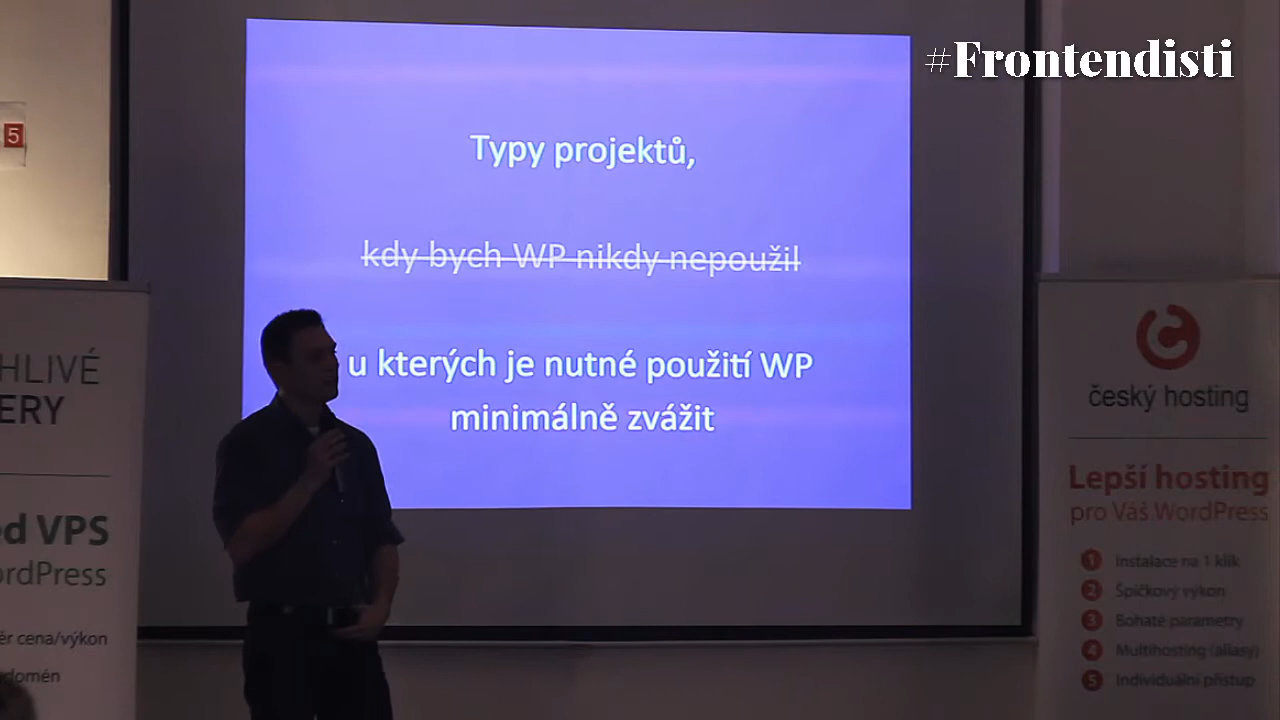 #Frontendisti
5
Typy projektů,
kdy bych WP nikdy nepoužil
u kterých je nutné použití WP
minimálně zvážit
HLIVÉ
ERY
ed VPS
ordPress
ěr cena/výkon
domén
český hosting
Lepší hosting
pro Váš WordPress
1 Instalace na 1 klik
2 Špičkový výkon
3 Bohaté parametry
4 Multihosting (aliasy)
5 Individuální přístup